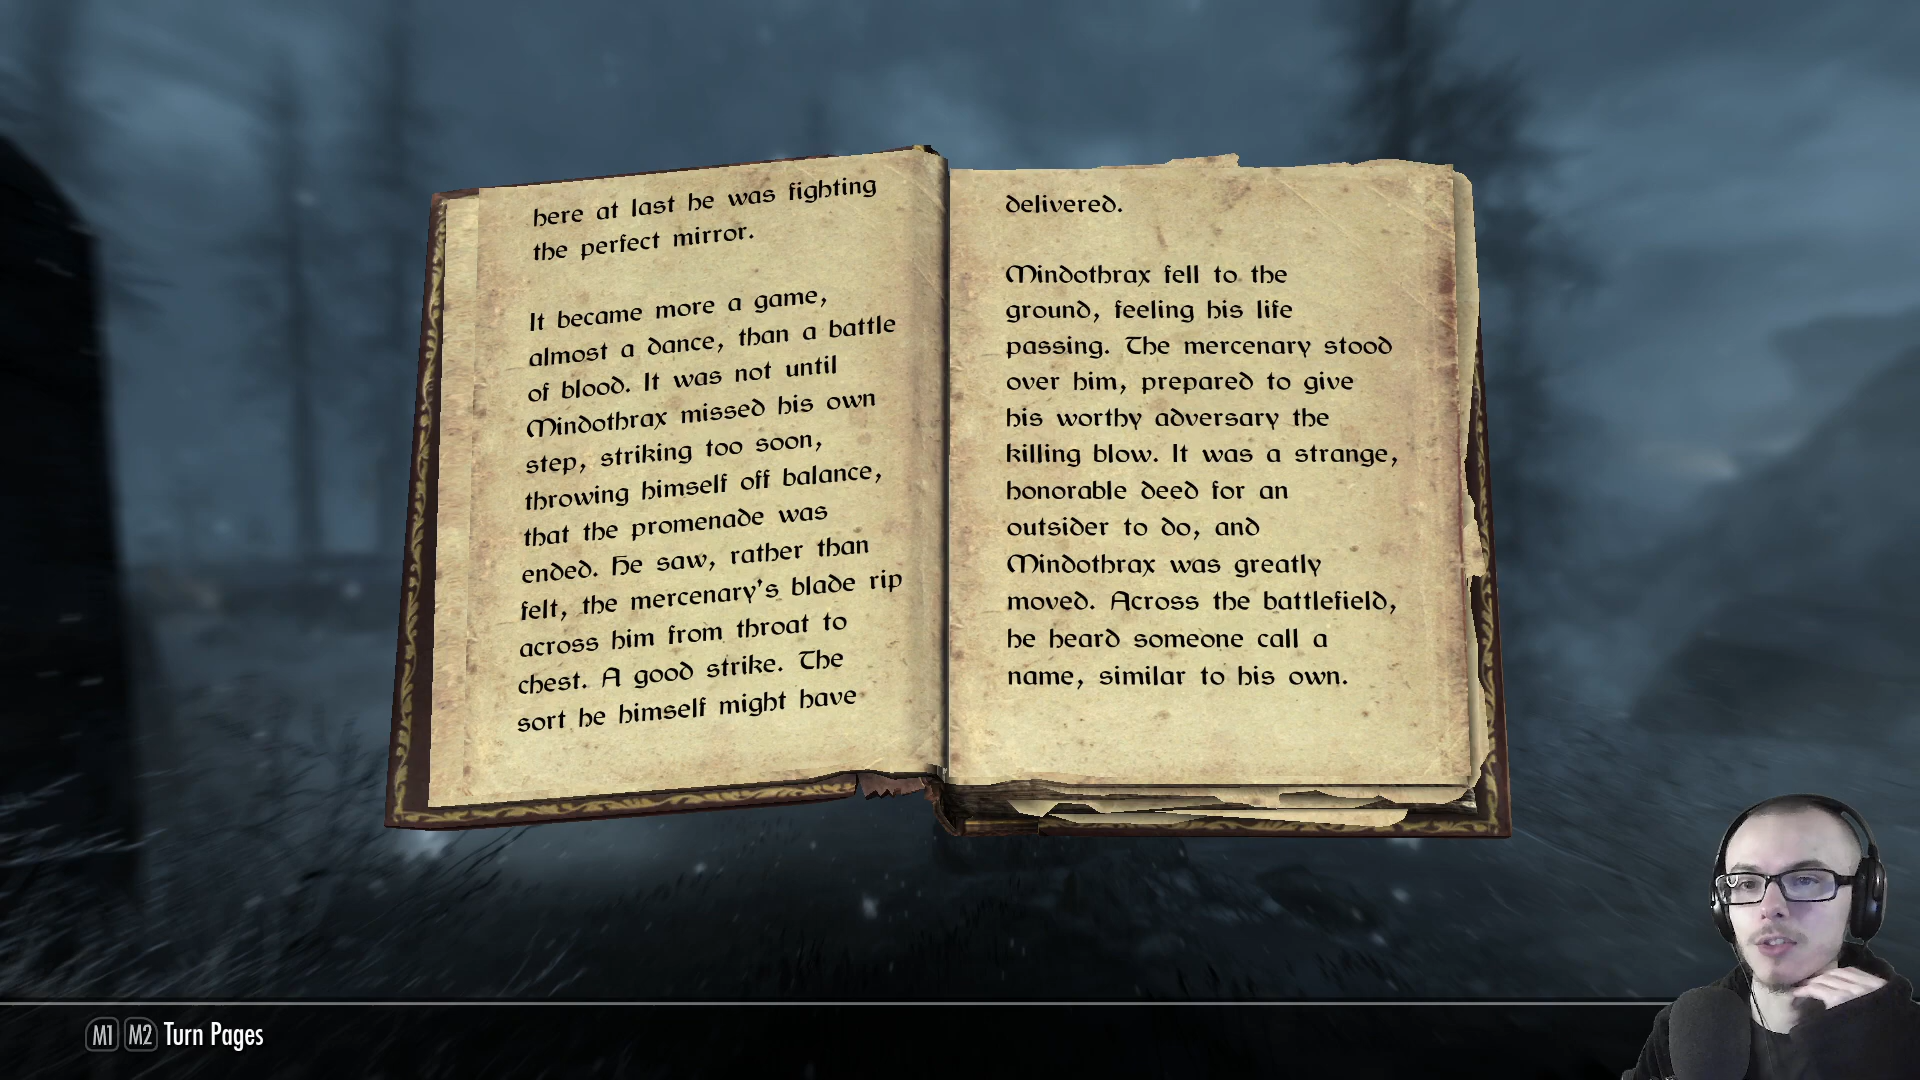 here at last he was fighting
the perfect mirror.
It became more a game,
almost a dance, than a battle
of blood. It was not until
Mindothrax missed his own
step, striking too soon,
throwing himself off balance,
that the promenade was
ended. He saw, rather than
felt, the mercenary's blade rip
across him from throat to
chest. A good strike. The
sort he himself might have
delivered.
Mindothrax fell to the
ground, feeling his life
passing. The mercenary stood
over him, prepared to give
his worthy adversary the
killing blow. It was a strange,
honorable deed for an
outsider to do, and
Mindothrax was greatly
moved. Across the battlefield,
he heard someone call a
name, similar to his own.
M1 M2 Turn Pages